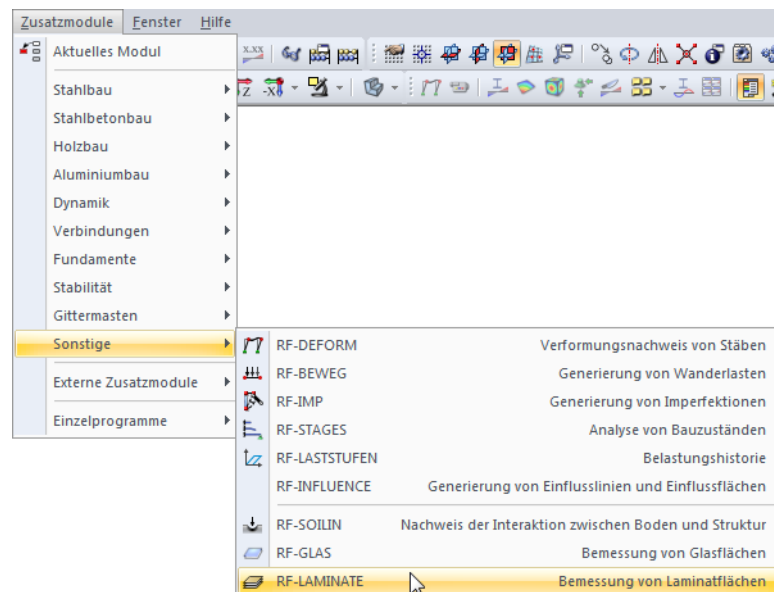 Zusatzmodule Fenster Hilfe
Aktuelles Modul
Stahlbau
Stahlbetonbau
Holzbau
Aluminiumbau
Dynamik
Verbindungen
Fundamente
Stabilität
Gittermasten
Sonstige
Externe Zusatzmodule
Einzelprogramme
RF-DEFORM Verformungsnachweis von Stäben
RF-BEWEG Generierung von Wanderlasten
RF-IMP Generierung von Imperfektionen
RF-STAGES Analyse von Bauzuständen
RF-LASTSTUFEN Belastungshistorie
RF-INFLUENCE Generierung von Einflusslinien und Einflussflächen
RF-SOILIN Nachweis der Interaktion zwischen Boden und Struktur
RF-GLAS Bemessung von Glasflächen
RF-LAMINATE Bemessung von Laminatflächen